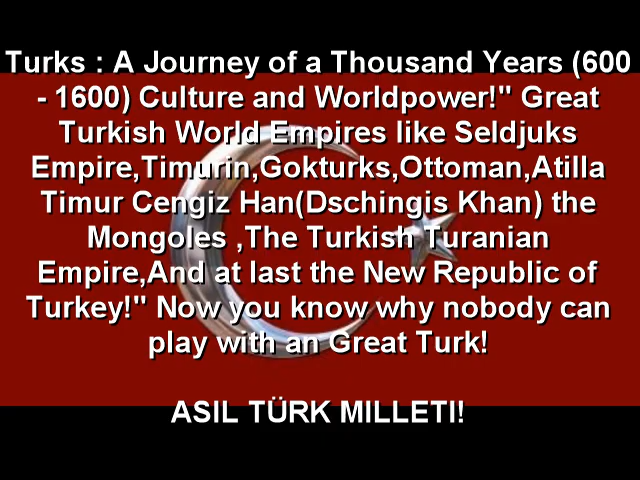 Turks : A Journey of a Thousand Years (600
- 1600) Culture and Worldpower!" Great
Turkish World Empires like Seldjuks
Empire,Timurin,Gokturks,Ottoman,Atilla
Timur Cengiz Han(Dschingis Khan) the
Mongoles ,The Turkish Turanian
Empire,And at last the New Republic of
Turkey!" Now you know why nobody can
play with an Great Turk!
ASIL TÜRK MILLETI!